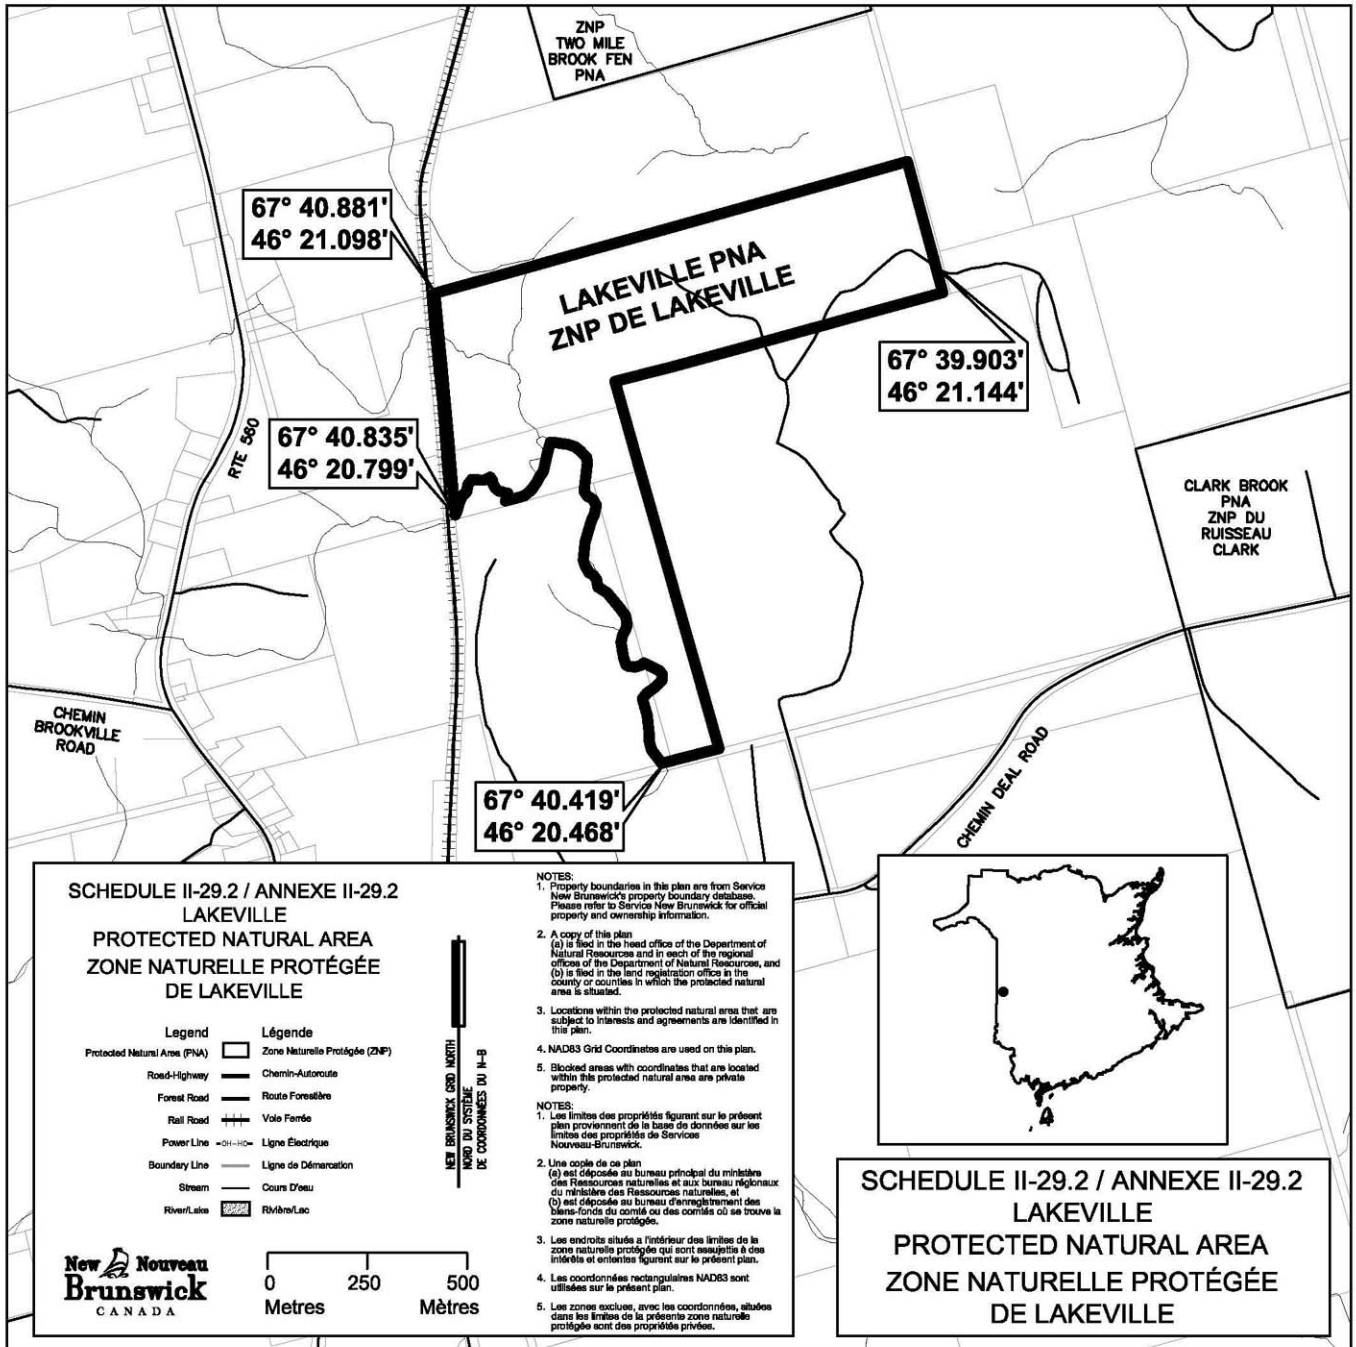 ZNP
TWO MILE
BROOK FEN
PNA
67° 40.881'
46° 21.098'
LAKEVILLE PNA
ZNP DE LAKEVILLE
67° 39.903'
46° 21.144'
67° 40.835'
46° 20.799'
RTE 560
CLARK BROOK
PNA
ZNP DU
RUISSEAU
CLARK
CHEMIN
BROOKVILLE
ROAD
67° 40.419'
46° 20.468'
CHEMIN DEAL ROAD
SCHEDULE II-29.2 / ANNEXE II-29.2
LAKEVILLE
PROTECTED NATURAL AREA
ZONE NATURELLE PROTÉGÉE
DE LAKEVILLE
Legend Légende
Protected Natural Area (PNA) Zone Naturelle Protégée (ZNP)
Road-Highway Chemin-Autoroute
Forest Road Route Forestière
Rail Road Voie Ferrée
Power Line -OH-HO- Ligne Électrique
Boundary Line Ligne de Démarcation
Stream Cours D'eau
River/Lake Rivière/Lac
NEW BRUNSWICK GRID NORTH
NORD DU SYSTÈME
DE COORDONNÉES DU N-B
New Nouveau
Brunswick
CANADA
0 250 500
Metres Mètres
NOTES:
1. Property boundaries in this plan are from Service
New Brunswick's property boundary database.
Please refer to Service New Brunswick for official
property and ownership information.
2. A copy of this plan
(a) is filed in the head office of the Department of
Natural Resources and in each of the regional
offices of the Department of Natural Resources, and
(b) is filed in the land registration office in the
county or counties in which the protected natural
area is situated.
3. Locations within the protected natural area that are
subject to interests and agreements are identified in
this plan.
4. NAD83 Grid Coordinates are used on this plan.
5. Blocked areas with coordinates that are located
within this protected natural area are private
property.
NOTES:
1. Les limites des propriétés figurant sur le présent
plan proviennent de la base de données sur les
limites des propriétés de Services
Nouveau-Brunswick.
2. Une copie de ce plan
(a) est déposée au bureau principal du ministère
des Ressources naturelles et aux bureau régionaux
du ministère des Ressources naturelles, et
(b) est déposée au bureau d'enregistrement des
biens-fonds du comté ou des comtés où se trouve la
zone naturelle protégée.
3. Les endroits situés a l'intérieur des limites de la
zone naturelle protégée qui sont assujettis à des
intérêts et ententes figurent sur le présent plan.
4. Les coordonnées rectangulaires NAD83 sont
utilisées sur le présent plan.
5. Les zones exclues, avec les coordonnées, situées
dans les limites de la présente zone naturelle
protégée sont des propriétés privées.
SCHEDULE II-29.2 / ANNEXE II-29.2
LAKEVILLE
PROTECTED NATURAL AREA
ZONE NATURELLE PROTÉGÉE
DE LAKEVILLE